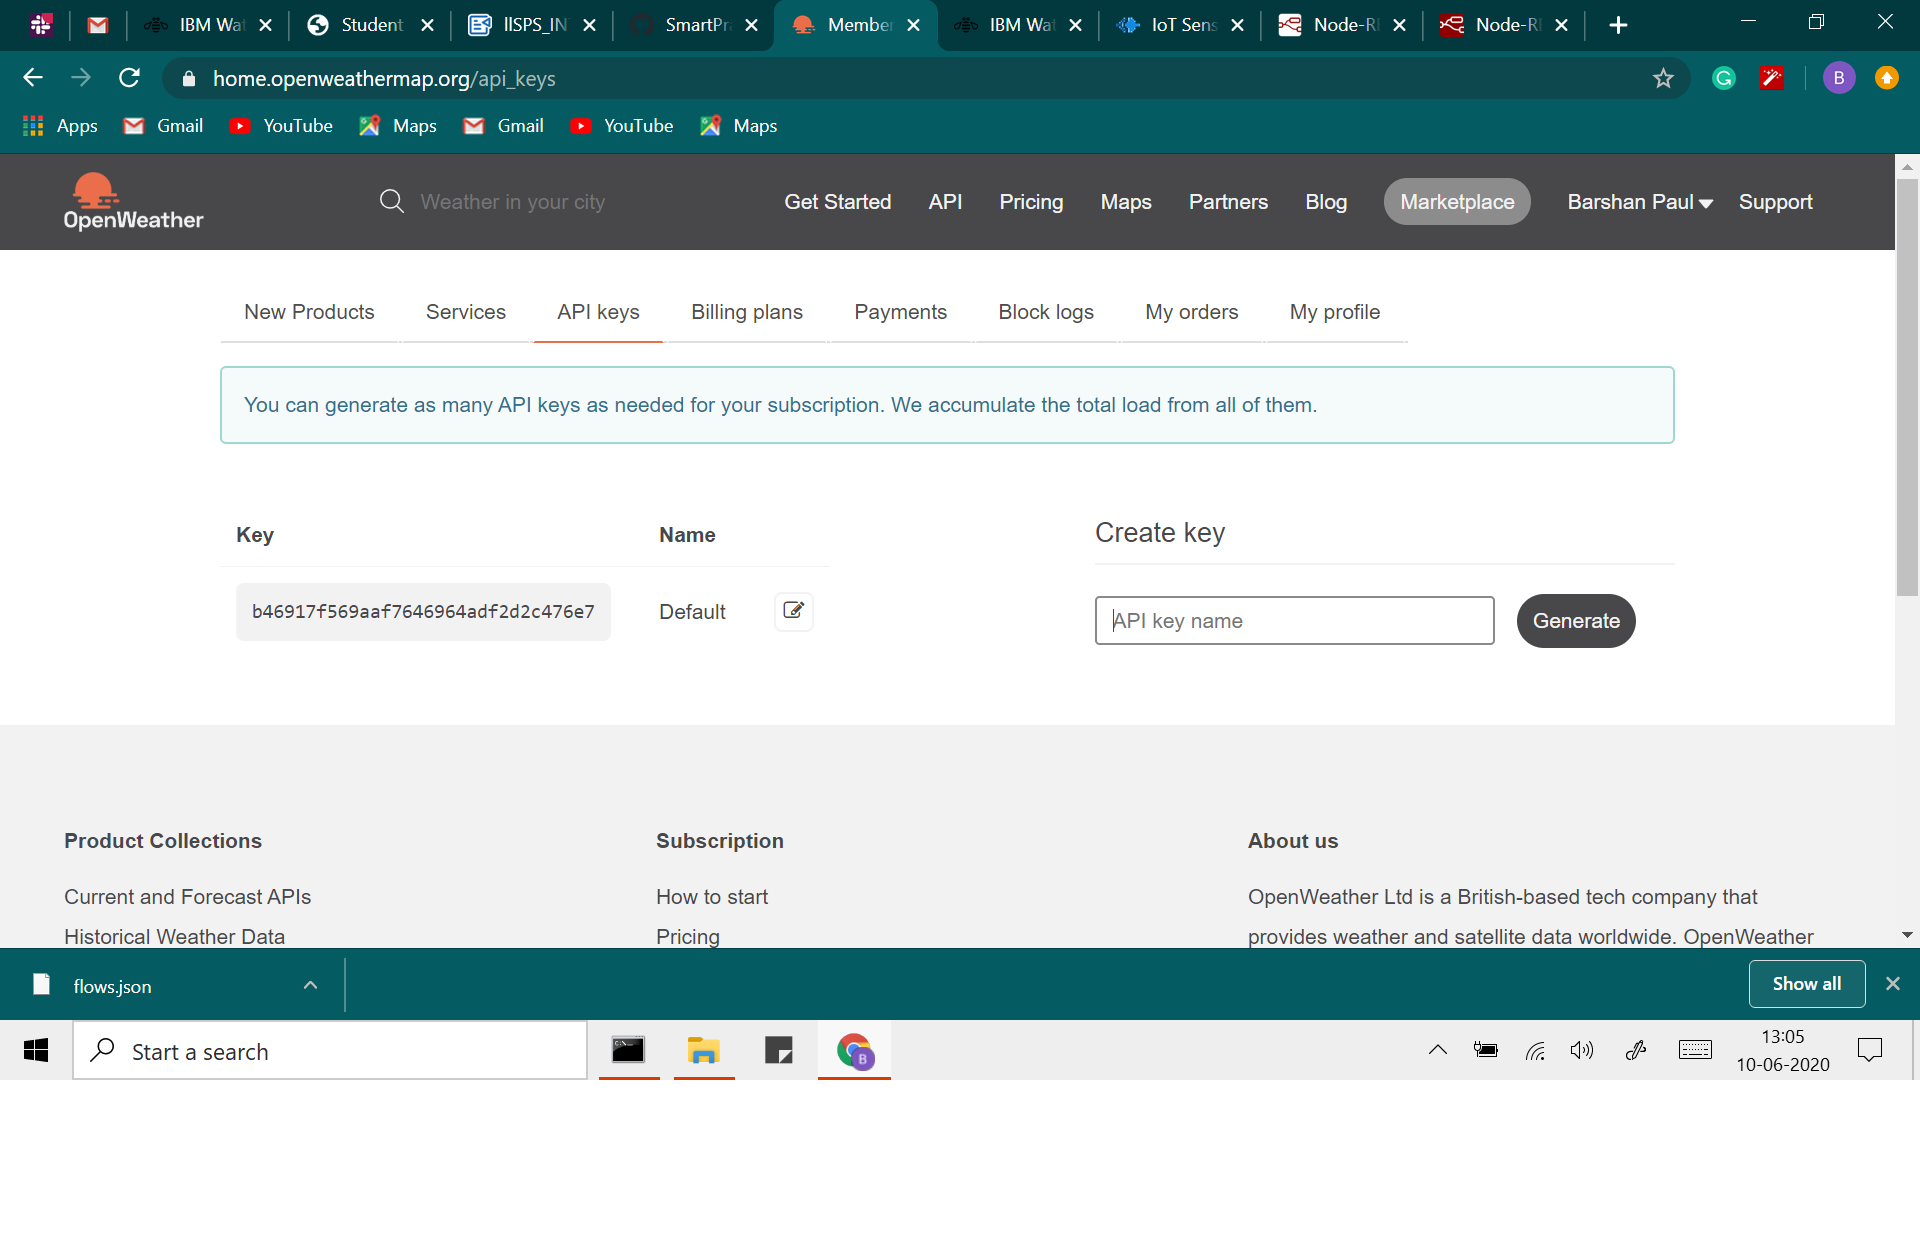 IBM Wat
Student
llSPS_IN
SmartPra
Member
IBM Wat
IoT Sens
Node-RE
Node-RE
home.openweathermap.org/api_keys
B
Apps
Gmail
YouTube
Maps
Gmail
YouTube
Maps
OpenWeather
Weather in your city
Get Started
API
Pricing
Maps
Partners
Blog
Marketplace
Barshan Paul
Support
New Products
Services
API keys
Billing plans
Payments
Block logs
My orders
My profile
You can generate as many API keys as needed for your subscription. We accumulate the total load from all of them.
Key
Name
b46917f569aaf7646964adf2d2c476e7
Default
Create key
API key name
Generate
Product Collections
Current and Forecast APIs
Historical Weather Data
Subscription
How to start
Pricing
About us
OpenWeather Ltd is a British-based tech company that
provides weather and satellite data worldwide. OpenWeather
flows.json
Show all
Start a search
B
13:05
10-06-2020